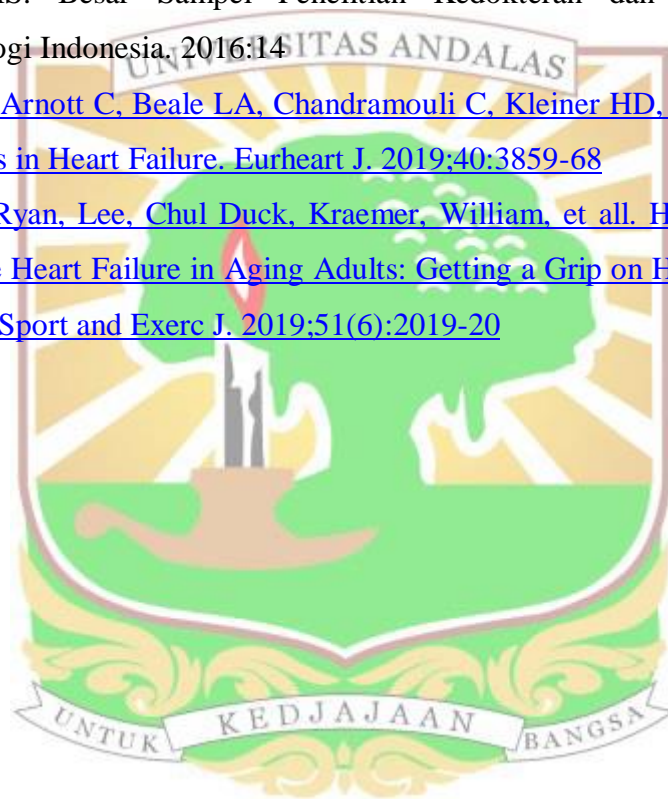 MS. Besar Sampel Penelitian Kedokteran dan
ogi Indonesia. 2016:14
UNIVERSITAS ANDALAS
Arnott C, Beale LA, Chandramouli C, Kleiner HD,
s in Heart Failure. Eurheart J. 2019;40:3859-68
Ryan, Lee, Chul Duck, Kraemer, William, et all. H
Heart Failure in Aging Adults: Getting a Grip on H
Sport and Exerc J. 2019;51(6):2019-20
UNTUK KEDJAJAAN BANGSA